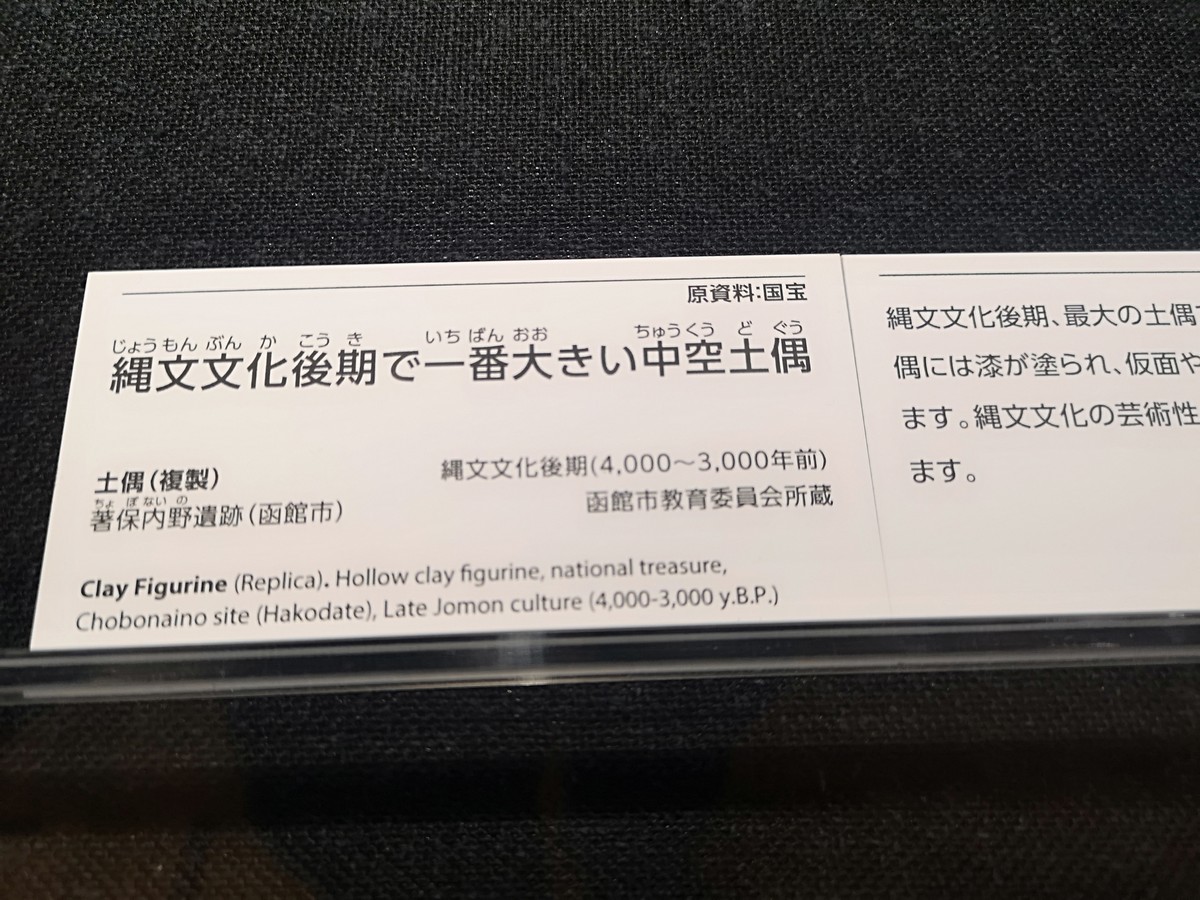 原資料:国宝
じょうもん ぶん か こう き いち ばん おお ちゅうくう ど ぐう
縄文文化後期で一番大きい中空土偶
土偶(複製)
ちょ ぼ ない の
著保内野遺跡(函館市)
縄文文化後期(4,000～3,000年前)
函館市教育委員会所蔵
Clay Figurine (Replica). Hollow clay figurine, national treasure,
Chobonaino site (Hakodate), Late Jomon culture (4,000-3,000 y.B.P.)
縄文文化後期、最大の土偶
偶には漆が塗られ、仮面や
ます。縄文文化の芸術性
ます。